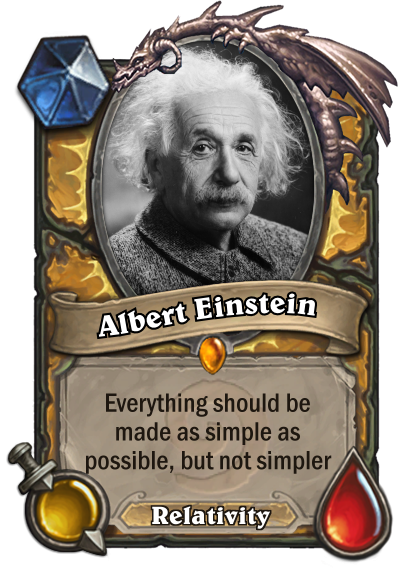 Albert Einstein
Everything should be
made as simple as
possible, but not simpler
Relativity